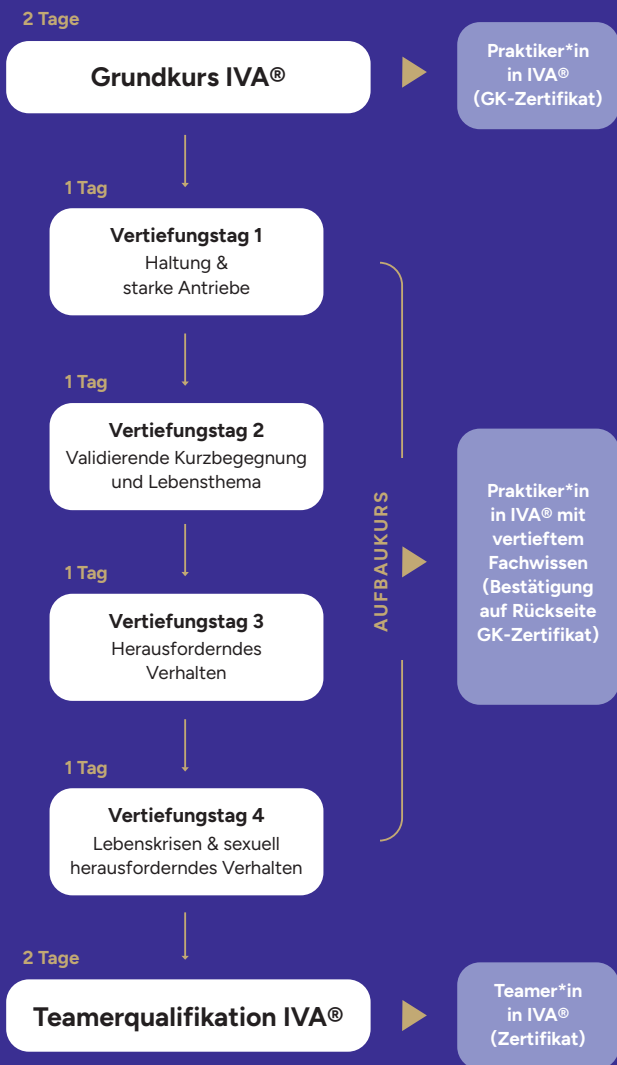 2 Tage
Grundkurs IVA®
Praktiker*in
in IVA®
(GK-Zertifikat)
1 Tag
Vertiefungstag 1
Haltung &
starke Antriebe
1 Tag
Vertiefungstag 2
Validierende Kurzbegegnung
und Lebensthema
1 Tag
Vertiefungstag 3
Herausforderndes
Verhalten
1 Tag
Vertiefungstag 4
Lebenskrisen & sexuell
herausforderndes Verhalten
AUFBAUKURS
Praktiker*in
in IVA® mit
vertieftem
Fachwissen
(Bestätigung
auf Rückseite
GK-Zertifikat)
2 Tage
Teamerqualifikation IVA®
Teamer*in
in IVA®
(Zertifikat)